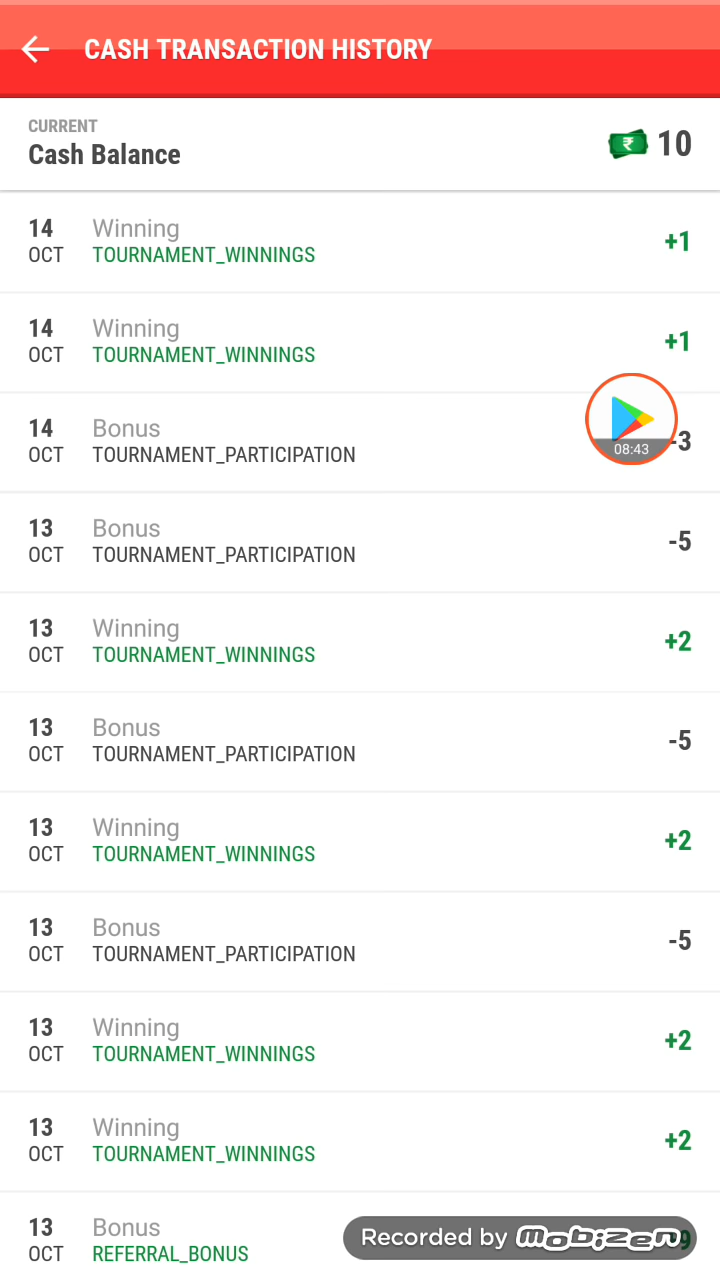 CASH TRANSACTION HISTORY
CURRENT
Cash Balance
₹ 10
14 Winning
OCT TOURNAMENT_WINNINGS
+1
14 Winning
OCT TOURNAMENT_WINNINGS
+1
14 Bonus
OCT TOURNAMENT_PARTICIPATION
08:43
-3
13 Bonus
OCT TOURNAMENT_PARTICIPATION
-5
13 Winning
OCT TOURNAMENT_WINNINGS
+2
13 Bonus
OCT TOURNAMENT_PARTICIPATION
-5
13 Winning
OCT TOURNAMENT_WINNINGS
+2
13 Bonus
OCT TOURNAMENT_PARTICIPATION
-5
13 Winning
OCT TOURNAMENT_WINNINGS
+2
13 Winning
OCT TOURNAMENT_WINNINGS
+2
13 Bonus
OCT REFERRAL_BONUS
Recorded by mobizen